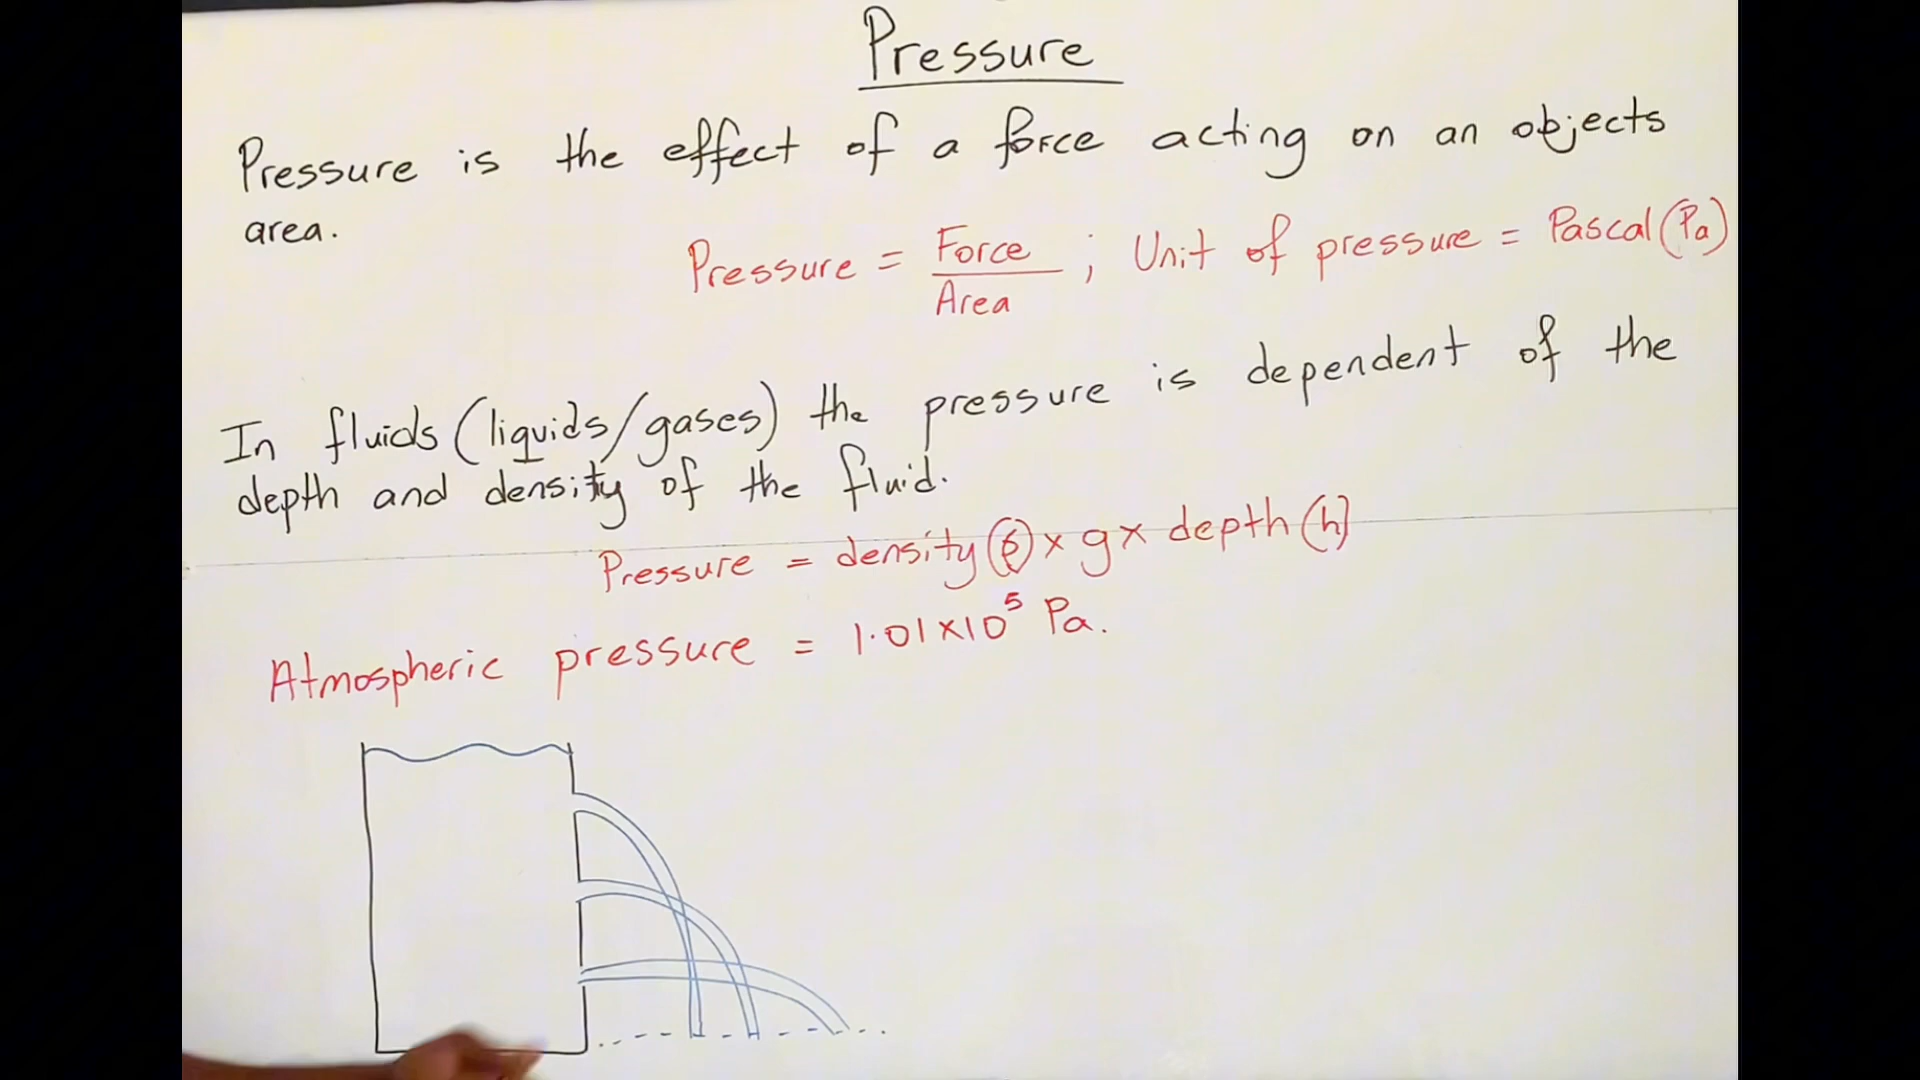 Pressure
Pressure is the effect of a force acting on an objects
area.
Pressure = Force/Area ; Unit of pressure = Pascal (Pa)
In fluids (liquids/gases) the pressure is dependent of the
depth and density of the fluid.
Pressure = density (ρ) × g × depth (h)
Atmospheric pressure = 1.01×10⁵ Pa.